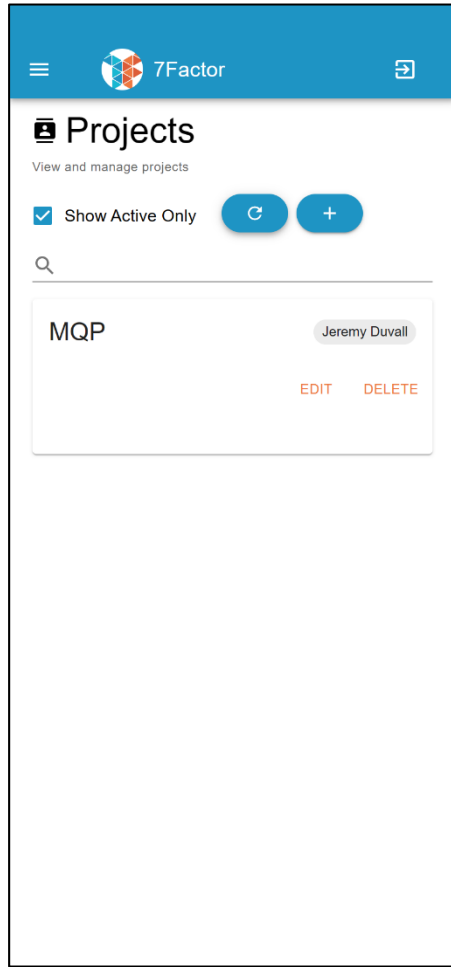 7Factor
Projects
View and manage projects
Show Active Only
MQP
Jeremy Duvall
EDIT DELETE